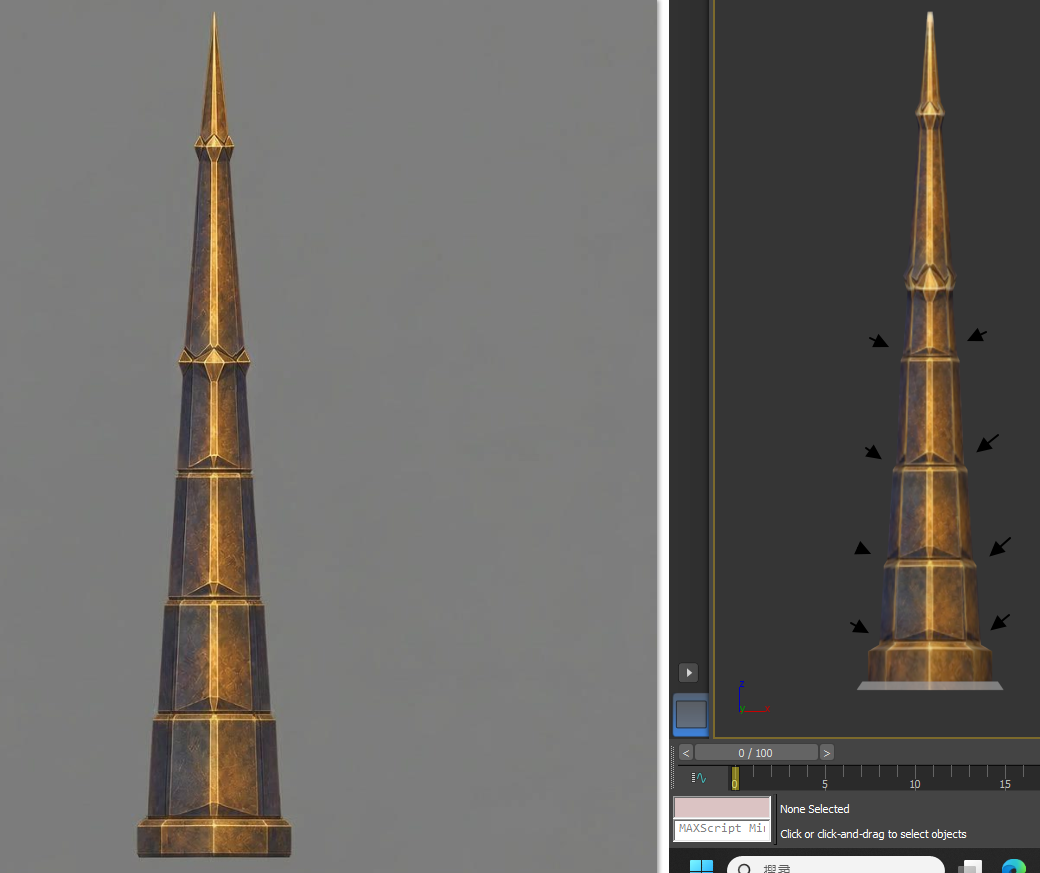 z
y
x
<
0 / 100
>
0
5
10
15
None Selected
MAXScript Mi
Click or click-and-drag to select objects
搜尋